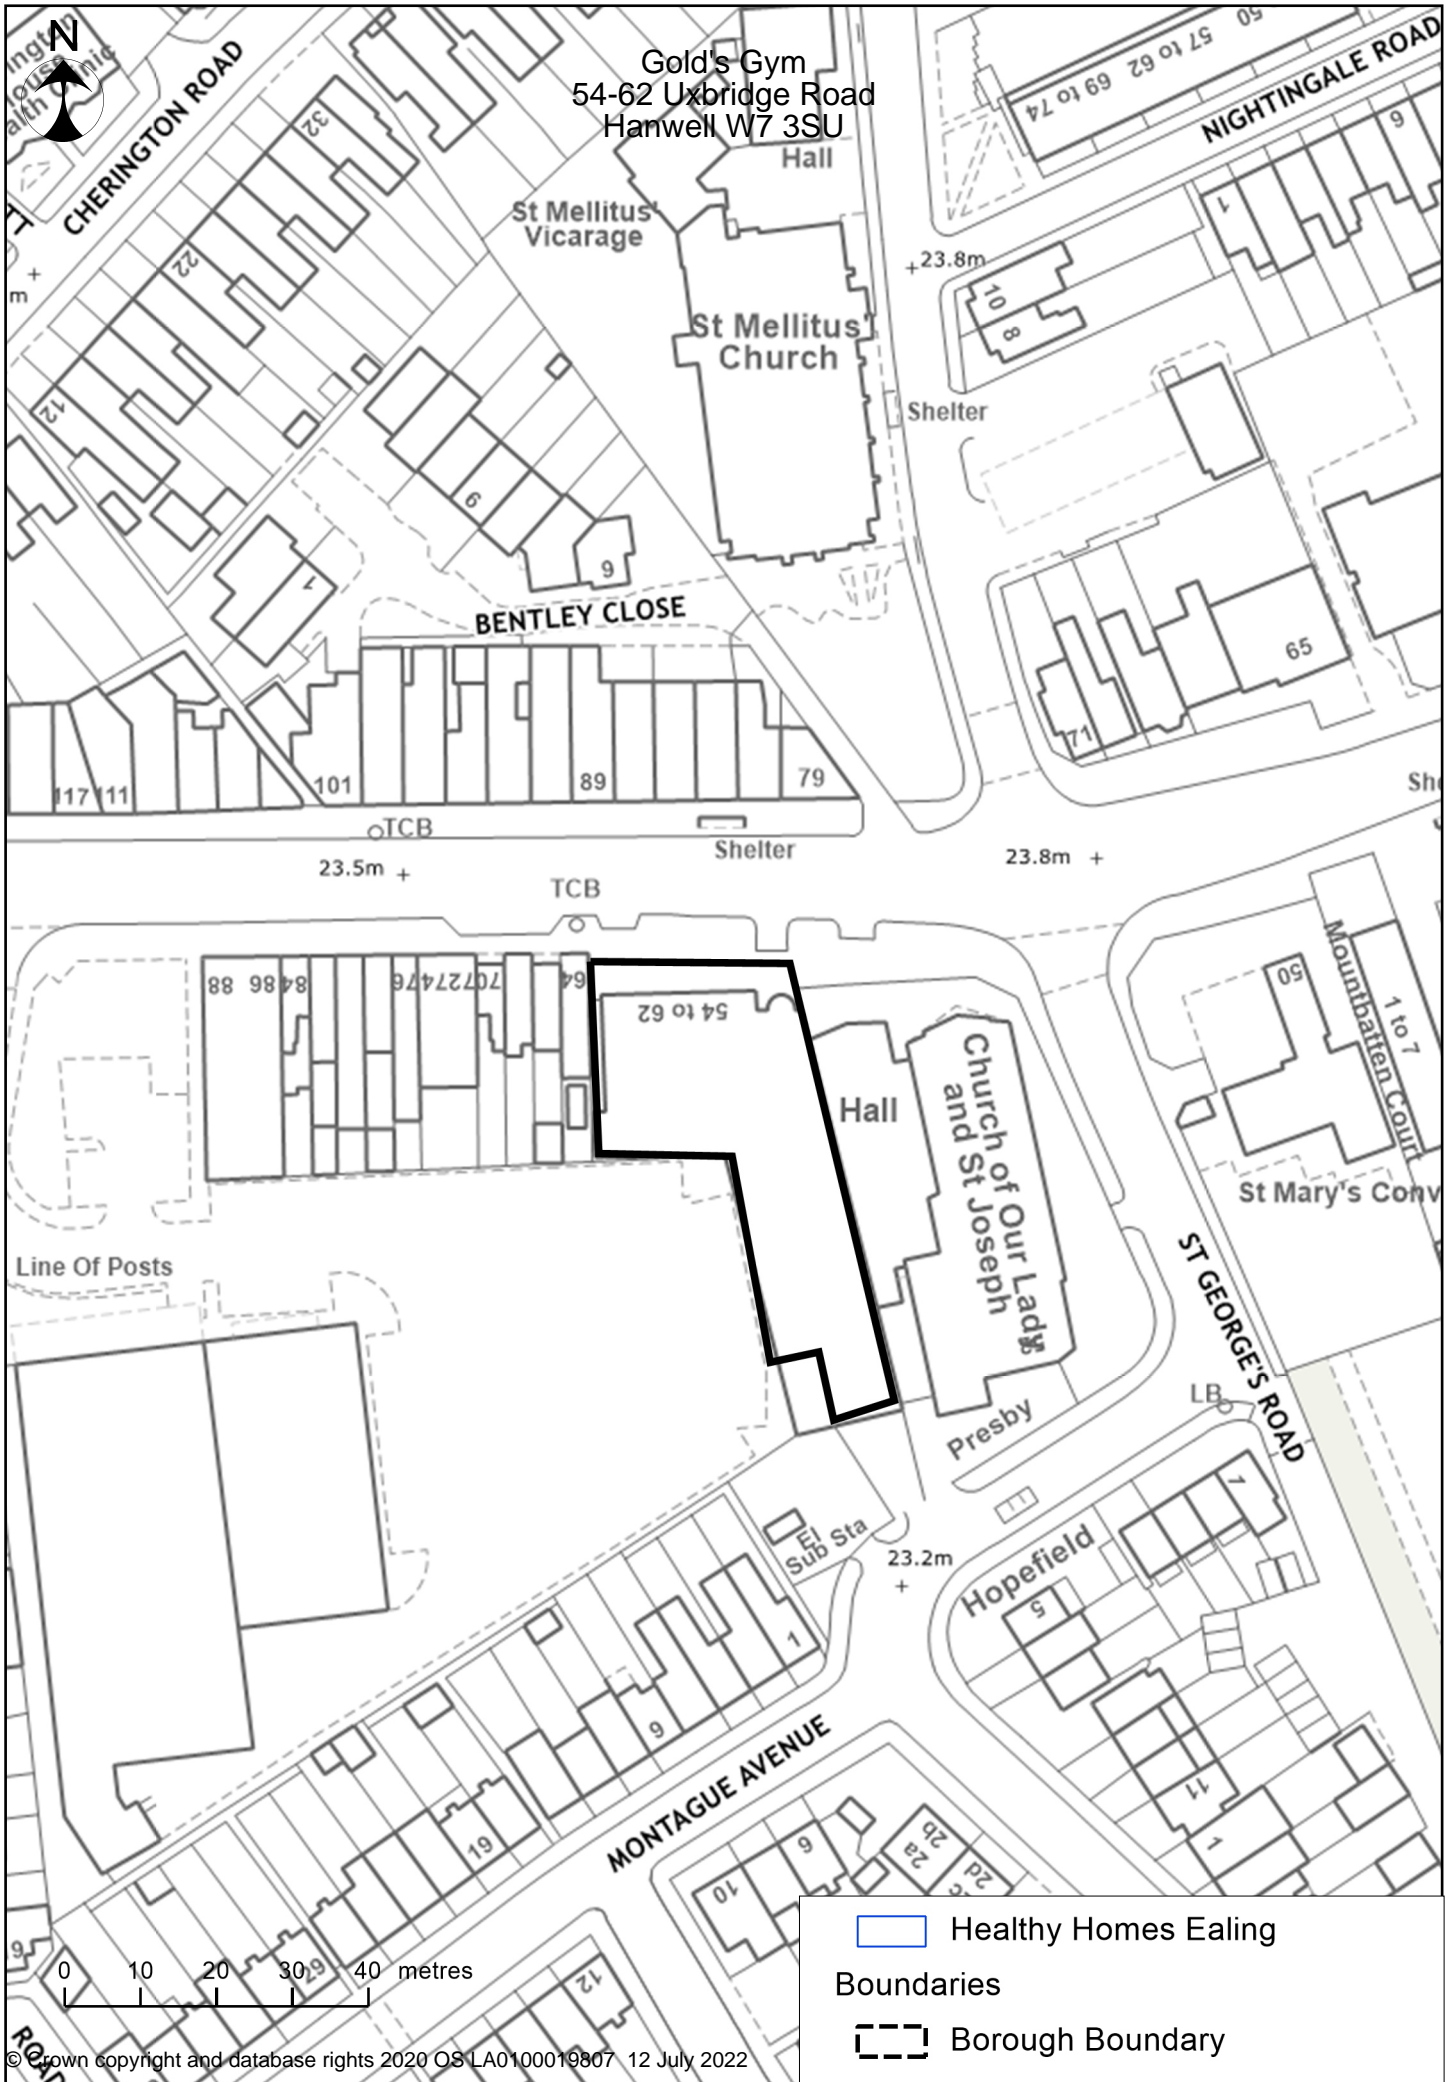 N
Gold's Gym
54-62 Uxbridge Road
Hanwell W7 3SU
CHERINGTON ROAD
NIGHTINGALE ROAD
50
57 to 62
69 to 74
32
22
12
6
1
Hall
St Mellitus'
Vicarage
23.8m
10
8
m
St Mellitus'
Church
Shelter
9
6
1
BENTLEY CLOSE
65
71
117
111
101
89
79
TCB
Shelter
23.5m
23.8m
TCB
88
86
84
76
74
72
70
64
54 to 62
50
Mounthatten Court
1 to 7
Hall
Church of Our Lady
and St Joseph
St Mary's Conv
Line Of Posts
ST GEORGE'S ROAD
LB
Presby
El
Sub Sta
23.2m
Hopefield
7
5
1
9
11
1
MONTAGUE AVENUE
19
9
10
2a
2b
2d
29
12
0 10 20 30 40 metres
Healthy Homes Ealing
Boundaries
Borough Boundary
ROAD
© Crown copyright and database rights 2020 OS LA0100019807 12 July 2022